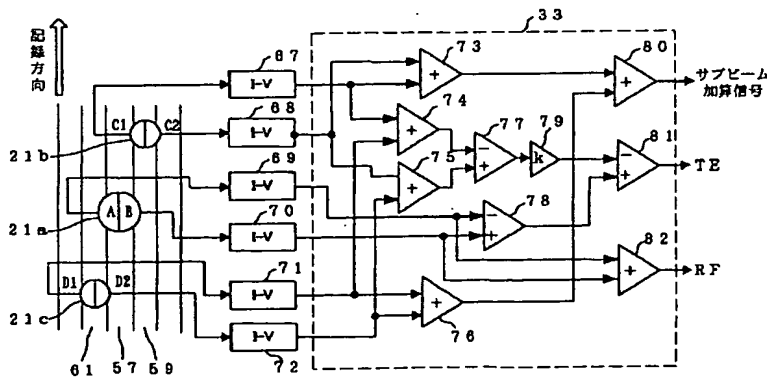 33
記録方向
67
I-V
73
80
サブビーム
加算信号
68
I-V
74
77
79
k
C1
C2
21b
69
I-V
75
81
TE
A
B
21a
70
I-V
78
82
RF
71
I-V
D1
D2
21c
I-V
72
76
61
57
59
+
+
+
+
-
+
-
+
-
+
+
+